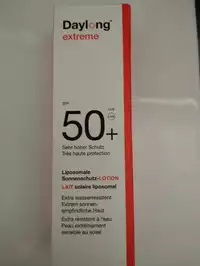 Daylong
extreme
SPF
50+
Sehr hoher Schutz
Très haute protection
Liposomale
Sonnenschutz-LOTION
LAIT solaire liposomal
Extra wasserresistent
Extrem sonnen-
empfindliche Haut
Extra résistant à l'eau
Peau extrêmement
sensible au soleil